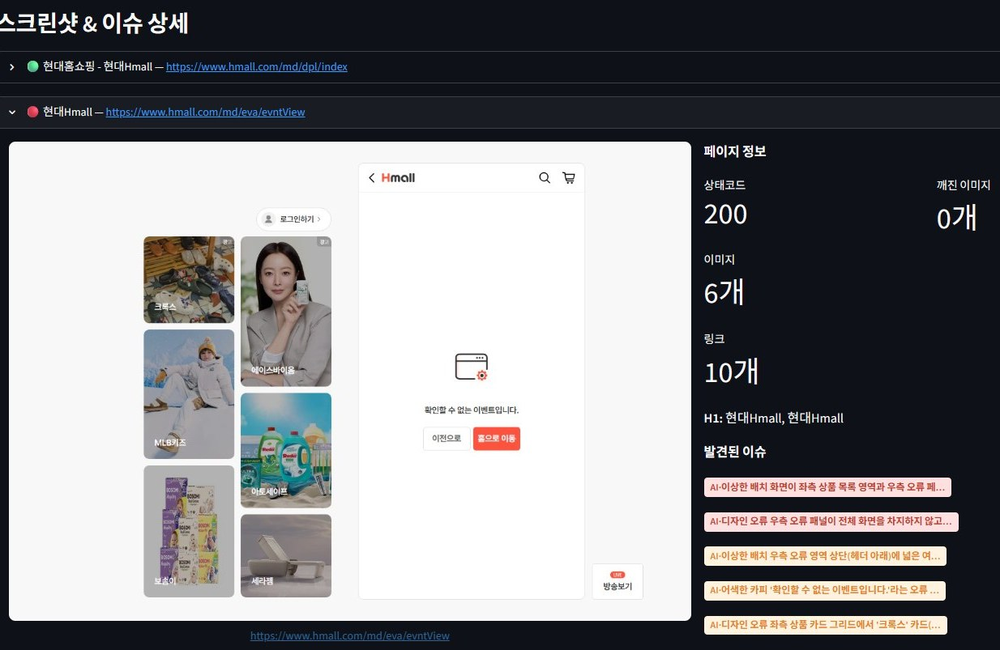 스크린샷 & 이슈 상세
현대홈쇼핑 - 현대Hmall — https://www.hmall.com/md/dpl/index
현대Hmall — https://www.hmall.com/md/eva/evntView
Hmall
로그인하기
광고
크록스
광고
에이스바이옴
MLB키즈
아토세이프
보솜이
세라젬
확인할 수 없는 이벤트입니다.
이전으로
홈으로 이동
LIVE
방송보기
https://www.hmall.com/md/eva/evntView
페이지 정보
상태코드
200
깨진 이미지
0개
이미지
6개
링크
10개
H1: 현대Hmall, 현대Hmall
발견된 이슈
AI·이상한 배치 화면이 좌측 상품 목록 영역과 우측 오류 페...
AI·디자인 오류 우측 오류 패널이 전체 화면을 차지하지 않고...
AI·이상한 배치 우측 오류 영역 상단(헤더 아래)에 넓은 여...
AI·어색한 카피 '확인할 수 없는 이벤트입니다.'라는 오류 ...
AI·디자인 오류 좌측 상품 카드 그리드에서 '크록스' 카드(...